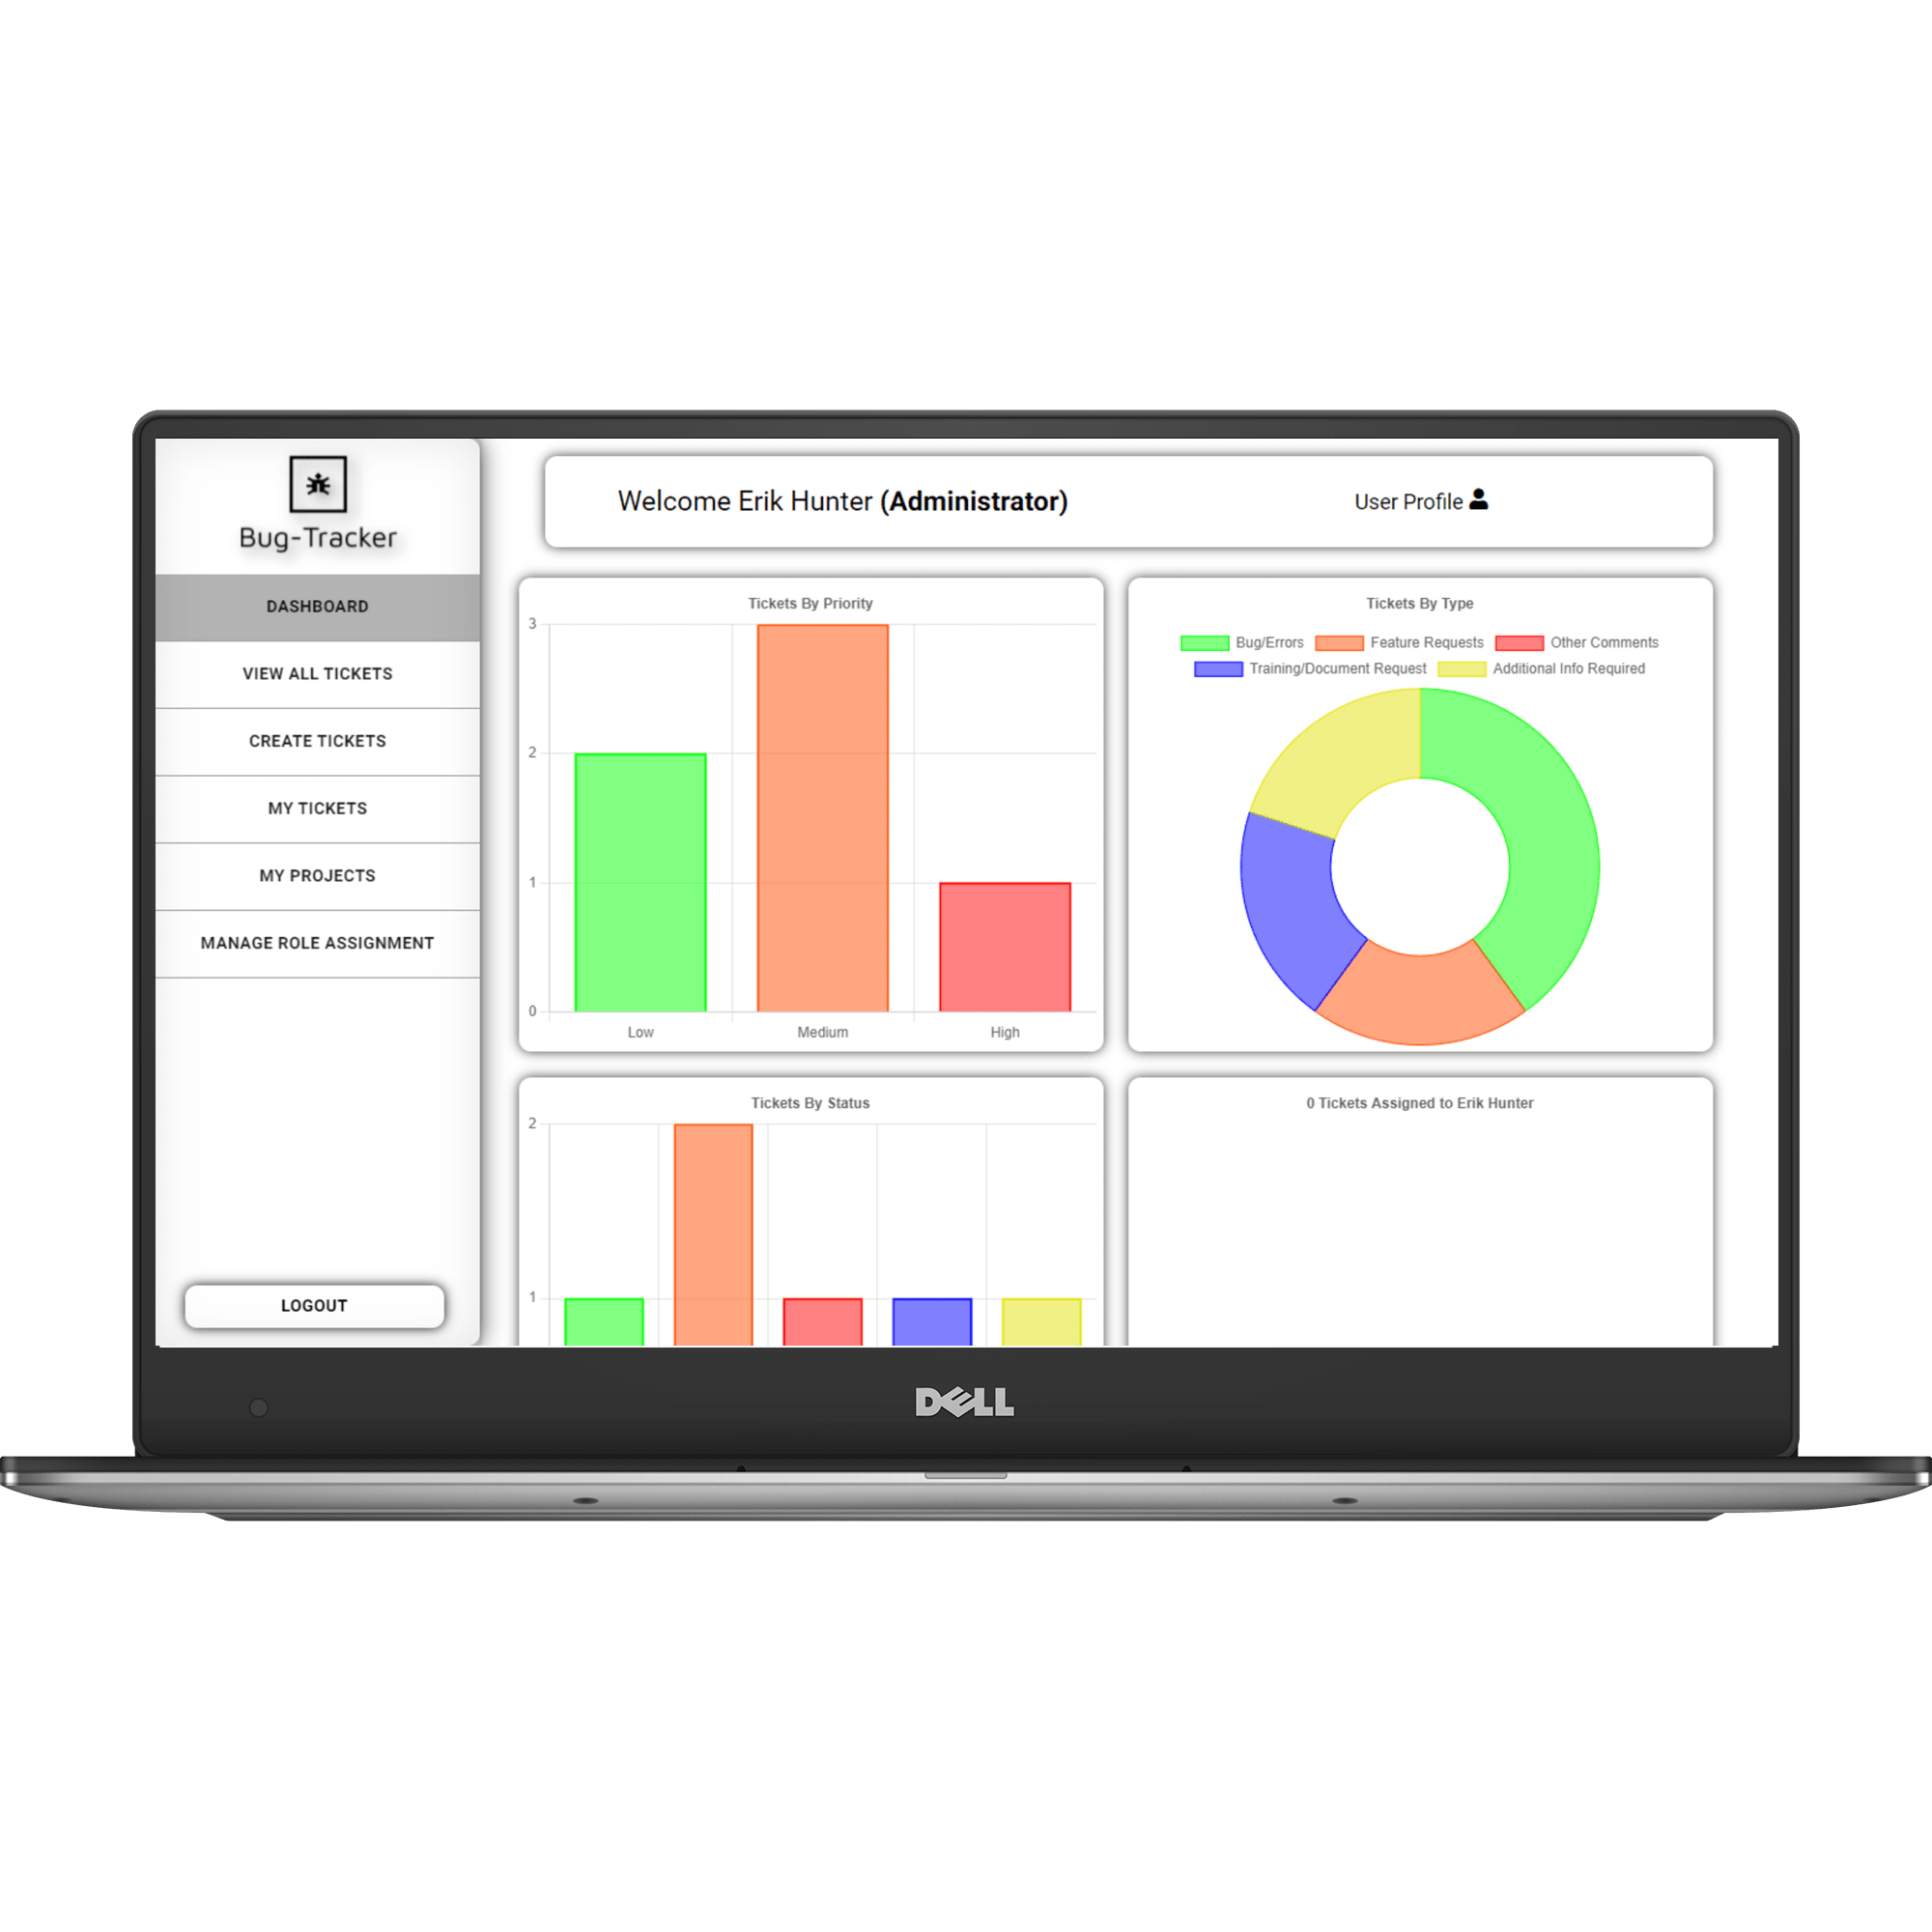 Bug-Tracker
DASHBOARD
VIEW ALL TICKETS
CREATE TICKETS
MY TICKETS
MY PROJECTS
MANAGE ROLE ASSIGNMENT
LOGOUT
Welcome Erik Hunter (Administrator)
User Profile
Tickets By Priority
3
2
1
0
Low Medium High
Tickets By Type
Bug/Errors Feature Requests Other Comments
Training/Document Request Additional Info Required
Tickets By Status
2
1
0 Tickets Assigned to Erik Hunter
DELL